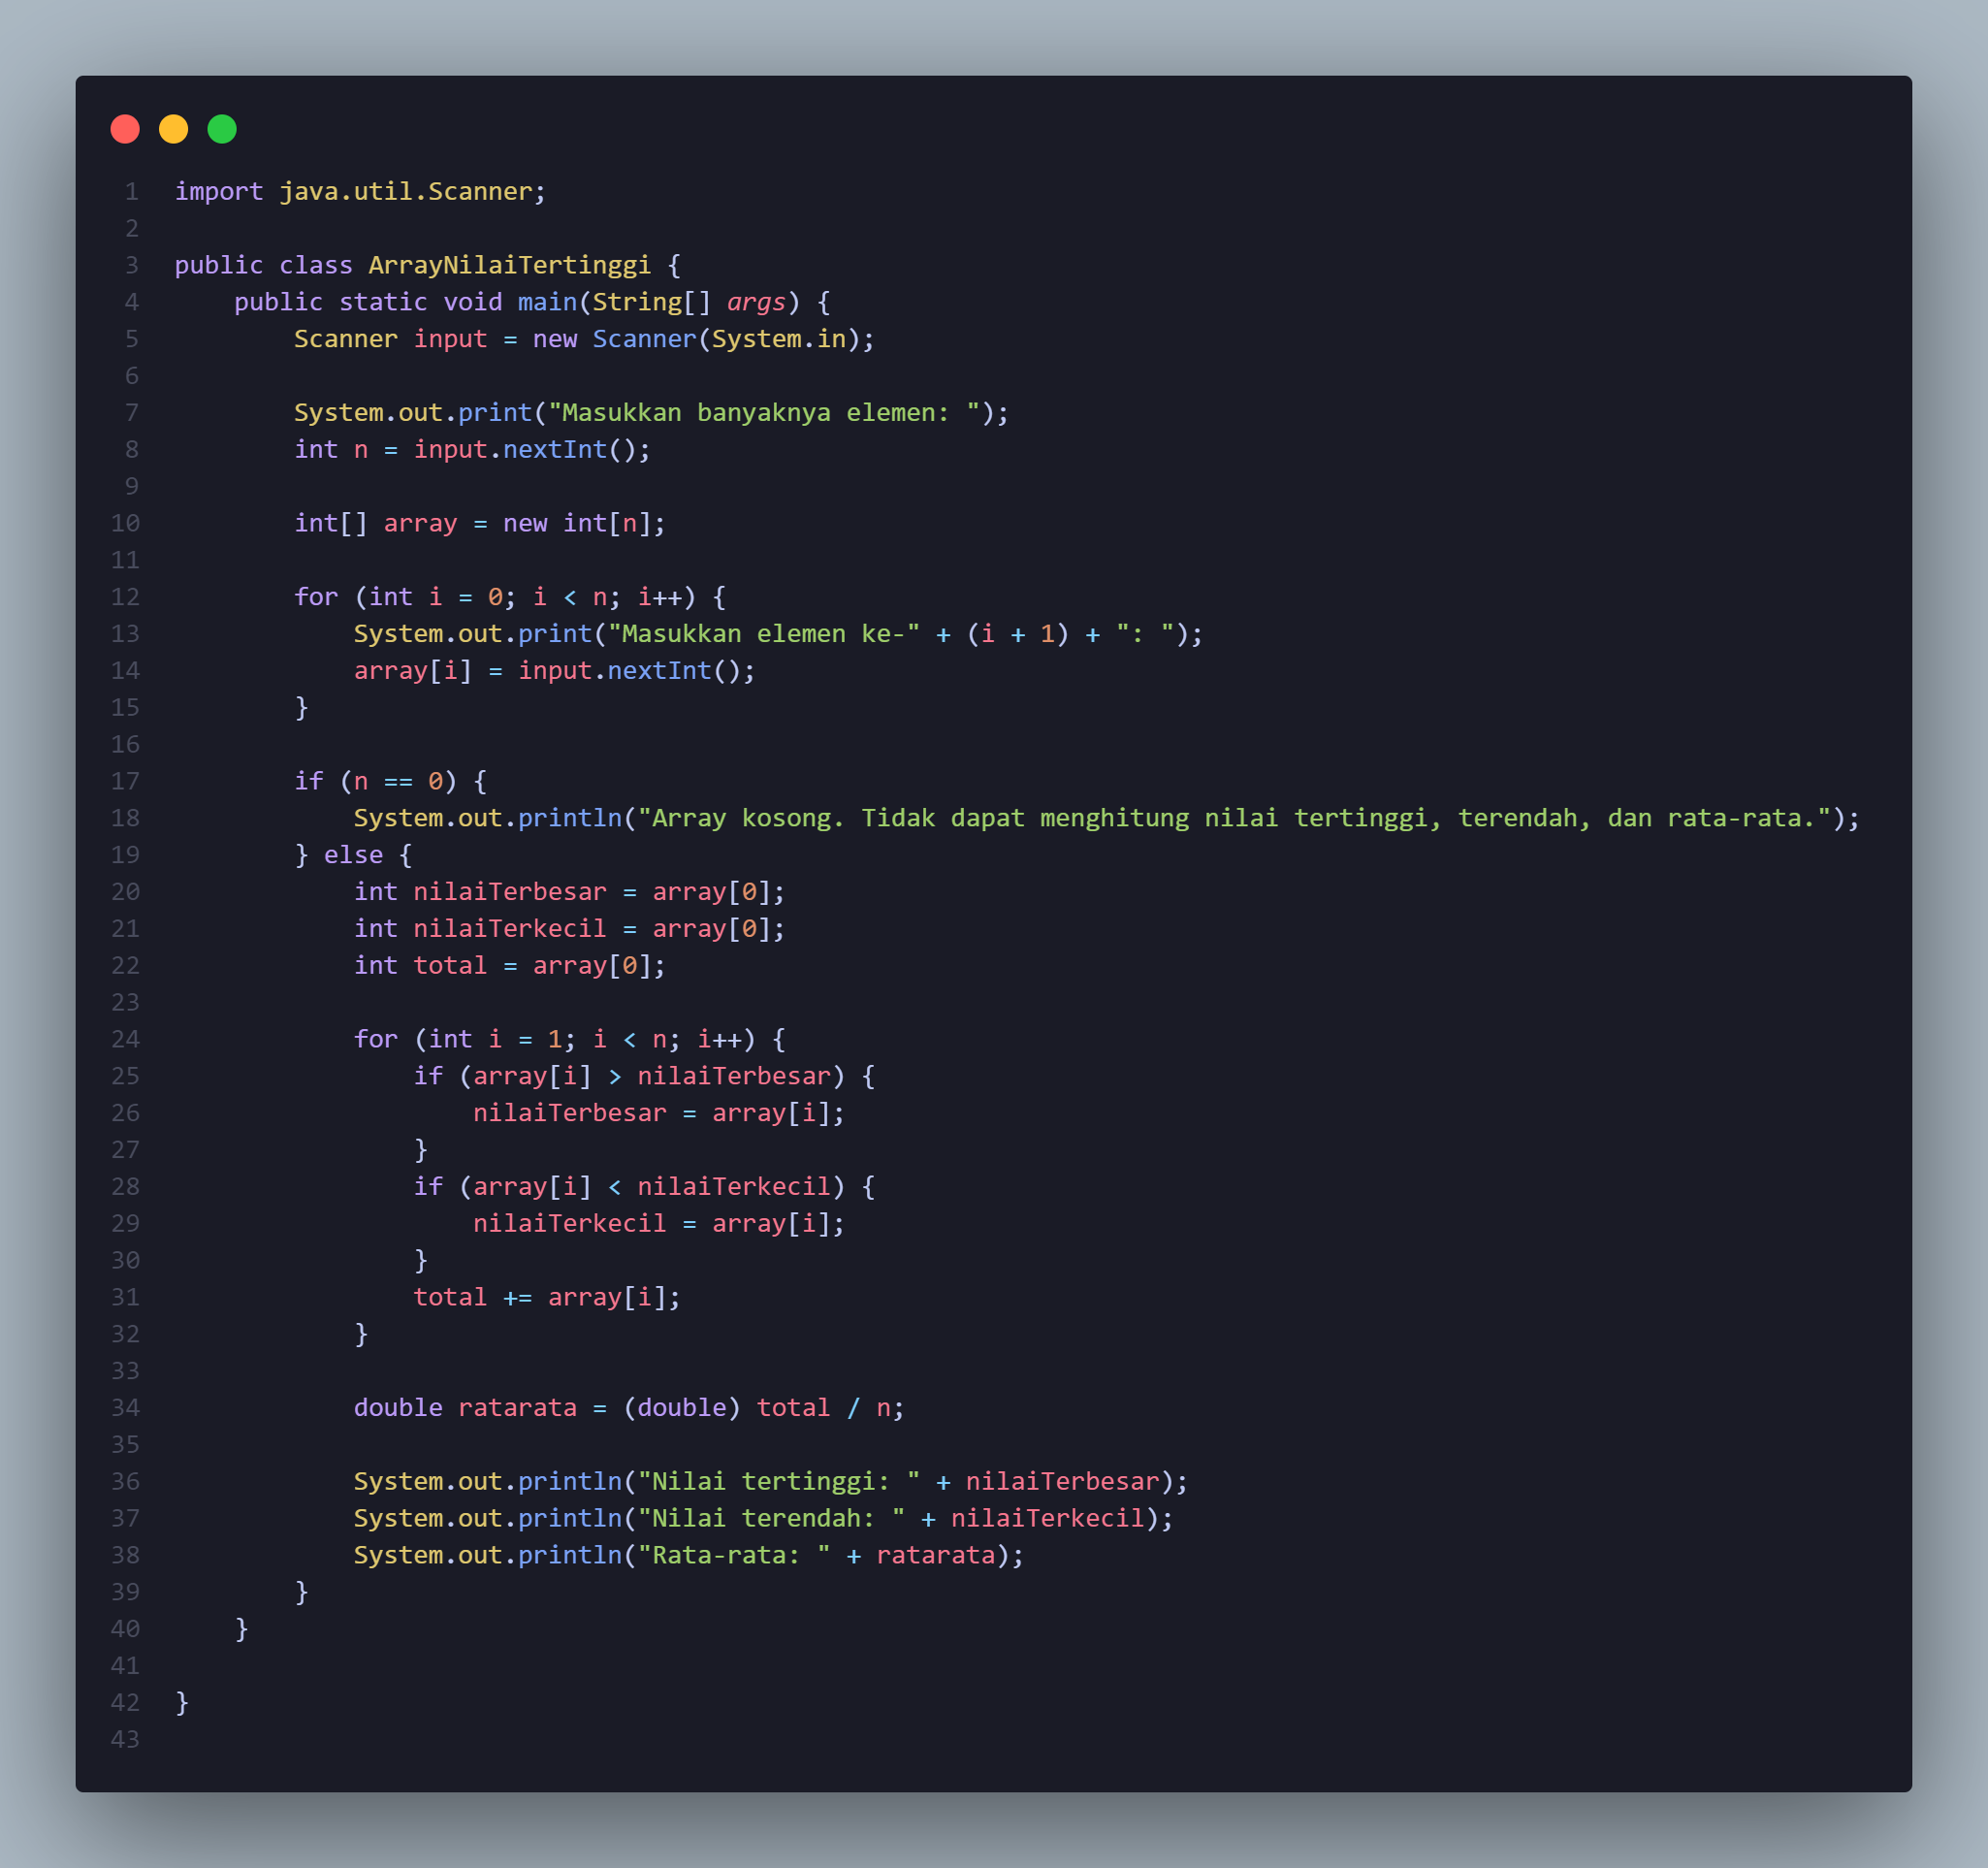 1 import java.util.Scanner;
2
3 public class ArrayNilaiTertinggi {
4     public static void main(String[] args) {
5         Scanner input = new Scanner(System.in);
6
7         System.out.print("Masukkan banyaknya elemen: ");
8         int n = input.nextInt();
9
10         int[] array = new int[n];
11
12         for (int i = 0; i < n; i++) {
13             System.out.print("Masukkan elemen ke-" + (i + 1) + ": ");
14             array[i] = input.nextInt();
15         }
16
17         if (n == 0) {
18             System.out.println("Array kosong. Tidak dapat menghitung nilai tertinggi, terendah, dan rata-rata.");
19         } else {
20             int nilaiTerbesar = array[0];
21             int nilaiTerkecil = array[0];
22             int total = array[0];
23
24             for (int i = 1; i < n; i++) {
25                 if (array[i] > nilaiTerbesar) {
26                     nilaiTerbesar = array[i];
27                 }
28                 if (array[i] < nilaiTerkecil) {
29                     nilaiTerkecil = array[i];
30                 }
31                 total += array[i];
32             }
33
34             double ratarata = (double) total / n;
35
36             System.out.println("Nilai tertinggi: " + nilaiTerbesar);
37             System.out.println("Nilai terendah: " + nilaiTerkecil);
38             System.out.println("Rata-rata: " + ratarata);
39         }
40     }
41
42 }
43